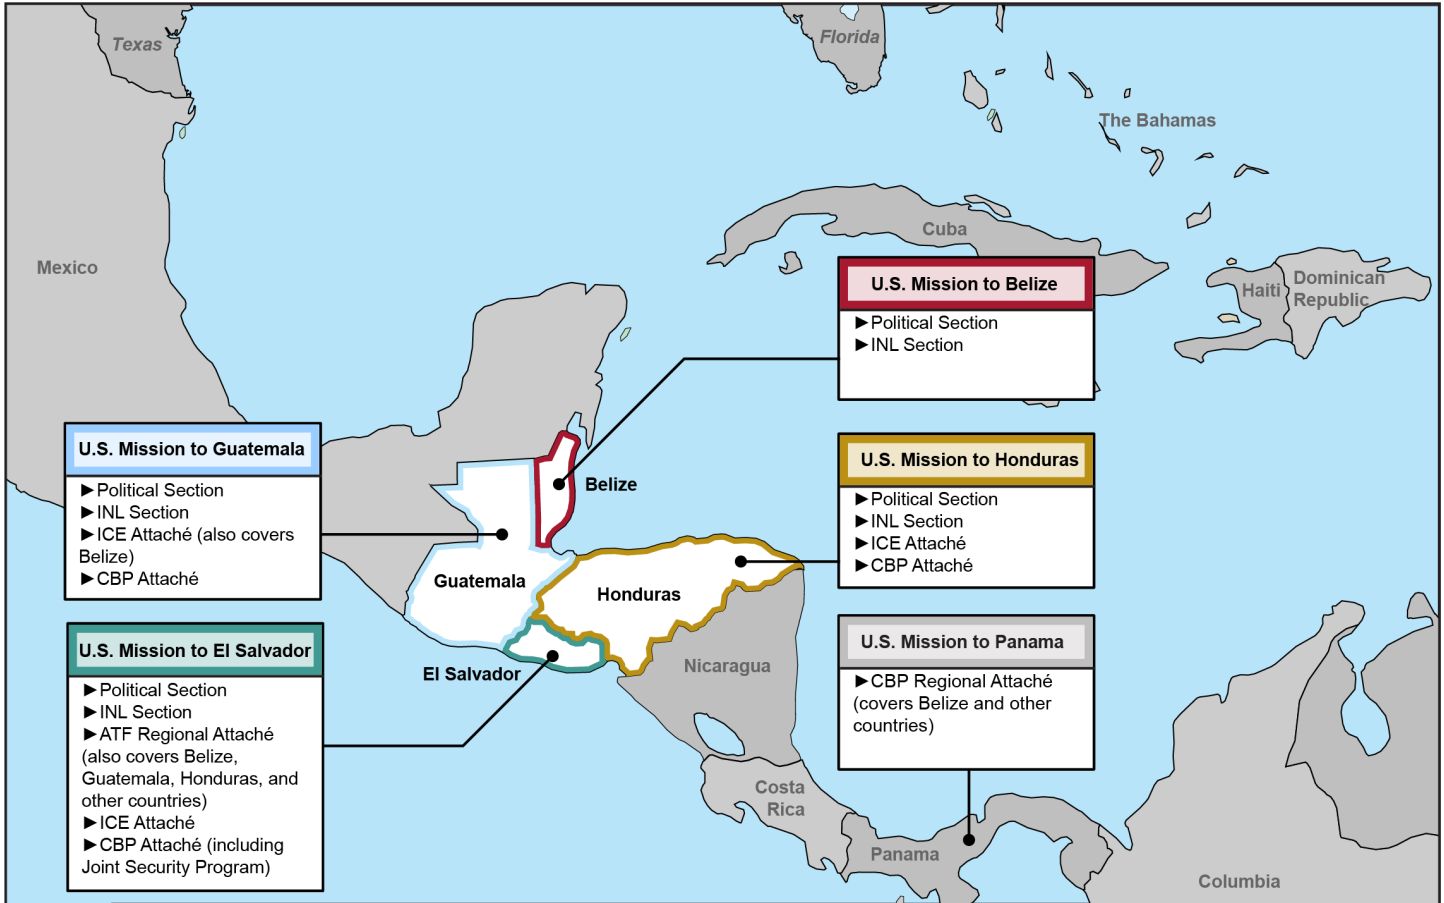 Texas
Florida
The Bahamas
Cuba
Mexico
Haiti
Dominican
Republic
U.S. Mission to Belize
►Political Section
►INL Section
U.S. Mission to Guatemala
►Political Section
►INL Section
►ICE Attaché (also covers
Belize)
►CBP Attaché
U.S. Mission to Honduras
►Political Section
►INL Section
►ICE Attaché
►CBP Attaché
Belize
Guatemala
Honduras
El Salvador
Nicaragua
U.S. Mission to El Salvador
►Political Section
►INL Section
►ATF Regional Attaché
(also covers Belize,
Guatemala, Honduras, and
other countries)
►ICE Attaché
►CBP Attaché (including
Joint Security Program)
U.S. Mission to Panama
►CBP Regional Attaché
(covers Belize and other
countries)
Costa
Rica
Panama
Columbia